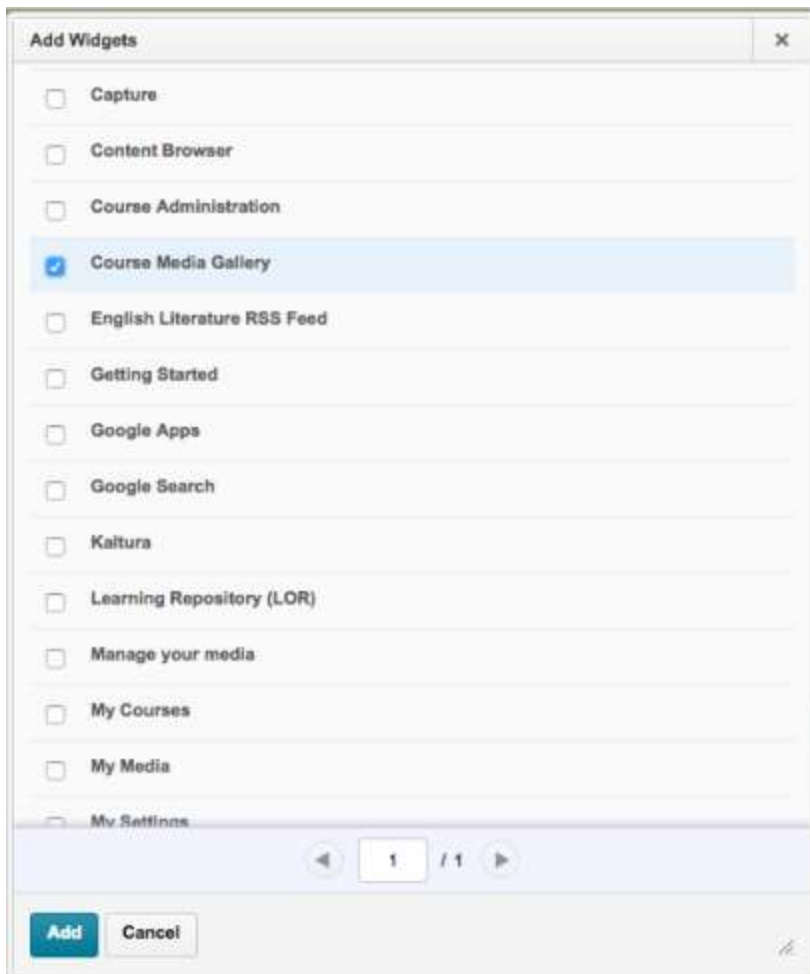 Add Widgets
Capture
Content Browser
Course Administration
Course Media Gallery
English Literature RSS Feed
Getting Started
Google Apps
Google Search
Kaltura
Learning Repository (LOR)
Manage your media
My Courses
My Media
My Settings
1 / 1
Add Cancel